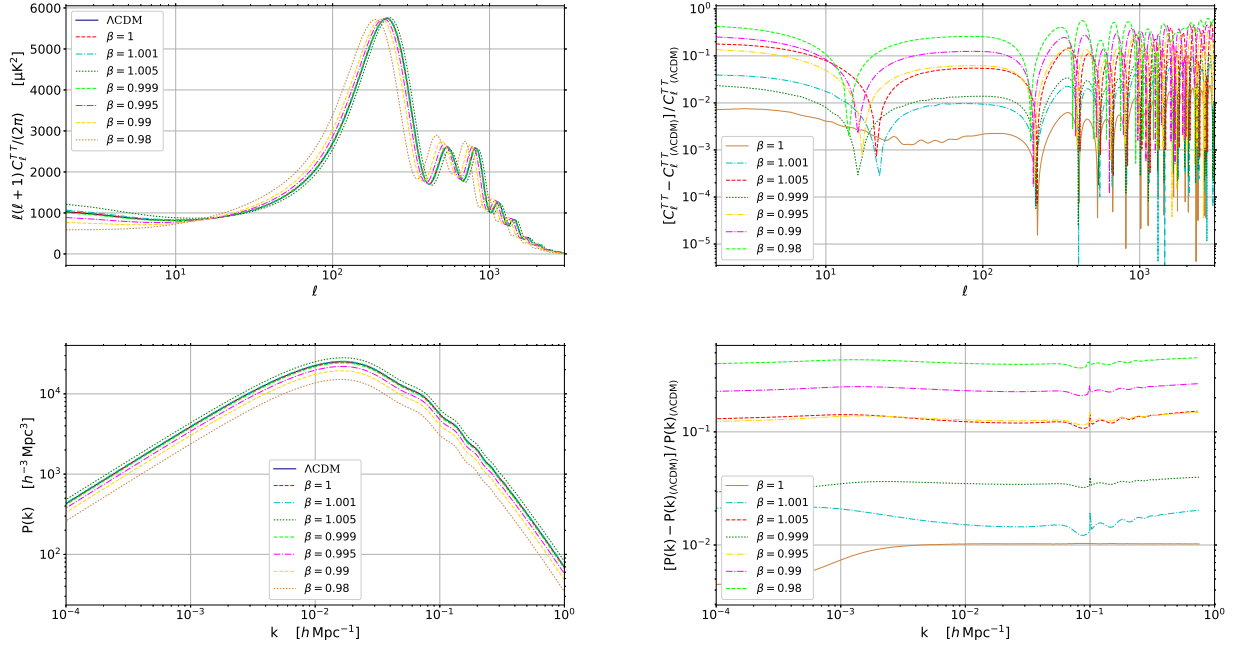 6000
5000
4000
3000
2000
1000
0
ℓ(ℓ + 1) C_ℓ^{TT}/(2π) [μK²]
10¹ 10² 10³
ℓ
ΛCDM
β = 1
β = 1.001
β = 1.005
β = 0.999
β = 0.995
β = 0.99
β = 0.98
10⁰
10⁻¹
10⁻²
10⁻³
10⁻⁴
10⁻⁵
[C_ℓ^{TT} − C_ℓ^{TT}(ΛCDM)] / C_ℓ^{TT}(ΛCDM)
10¹ 10² 10³
ℓ
β = 1
β = 1.001
β = 1.005
β = 0.999
β = 0.995
β = 0.99
β = 0.98
10⁴
10³
10²
P(k) [h⁻³ Mpc³]
10⁻⁴ 10⁻³ 10⁻² 10⁻¹ 10⁰
k [h Mpc⁻¹]
ΛCDM
β = 1
β = 1.001
β = 1.005
β = 0.999
β = 0.995
β = 0.99
β = 0.98
10⁻¹
10⁻²
[P(k) − P(k)(ΛCDM)] / P(k)(ΛCDM)
10⁻⁴ 10⁻³ 10⁻² 10⁻¹ 10⁰
k [h Mpc⁻¹]
β = 1
β = 1.001
β = 1.005
β = 0.999
β = 0.995
β = 0.99
β = 0.98